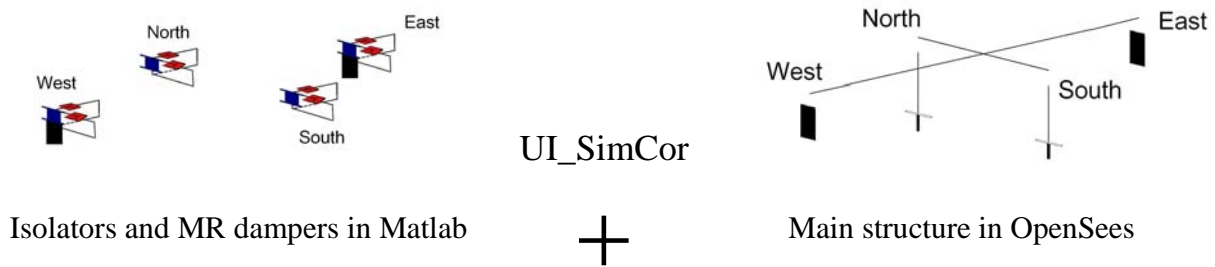 North
East
West
South
North
East
West
South
UI_SimCor
Isolators and MR dampers in Matlab
+
Main structure in OpenSees